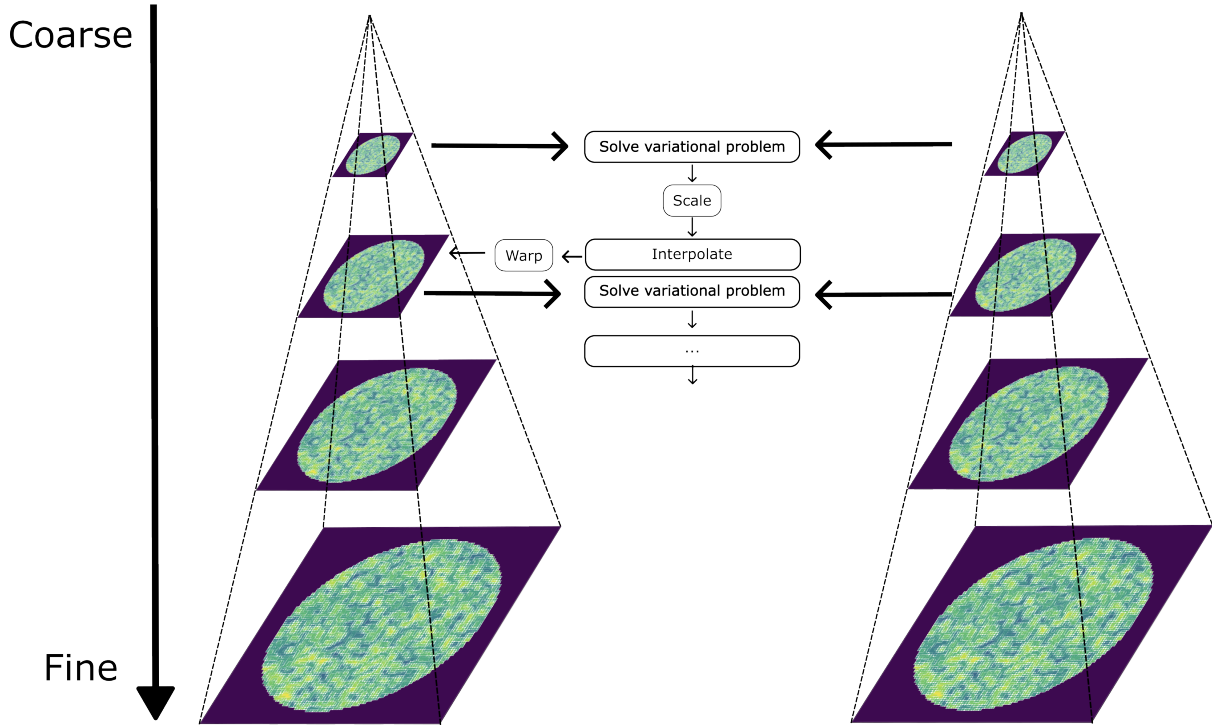 Coarse
Solve variational problem
Scale
Warp
Interpolate
Solve variational problem
...
Fine